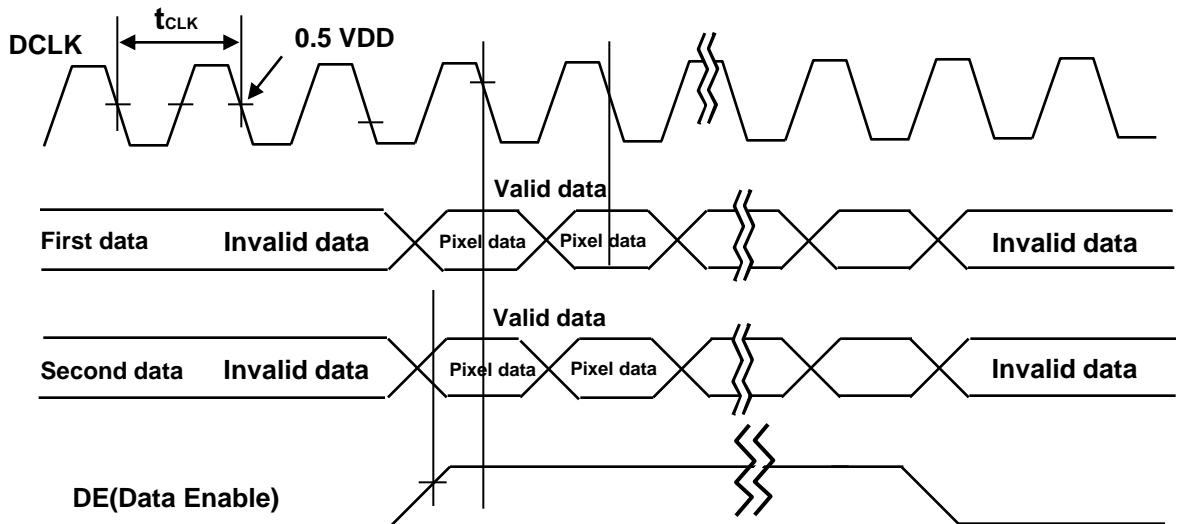 tCLK
DCLK
0.5 VDD
Valid data
First data
Invalid data
Pixel data
Pixel data
Invalid data
Valid data
Second data
Invalid data
Pixel data
Pixel data
Invalid data
DE(Data Enable)